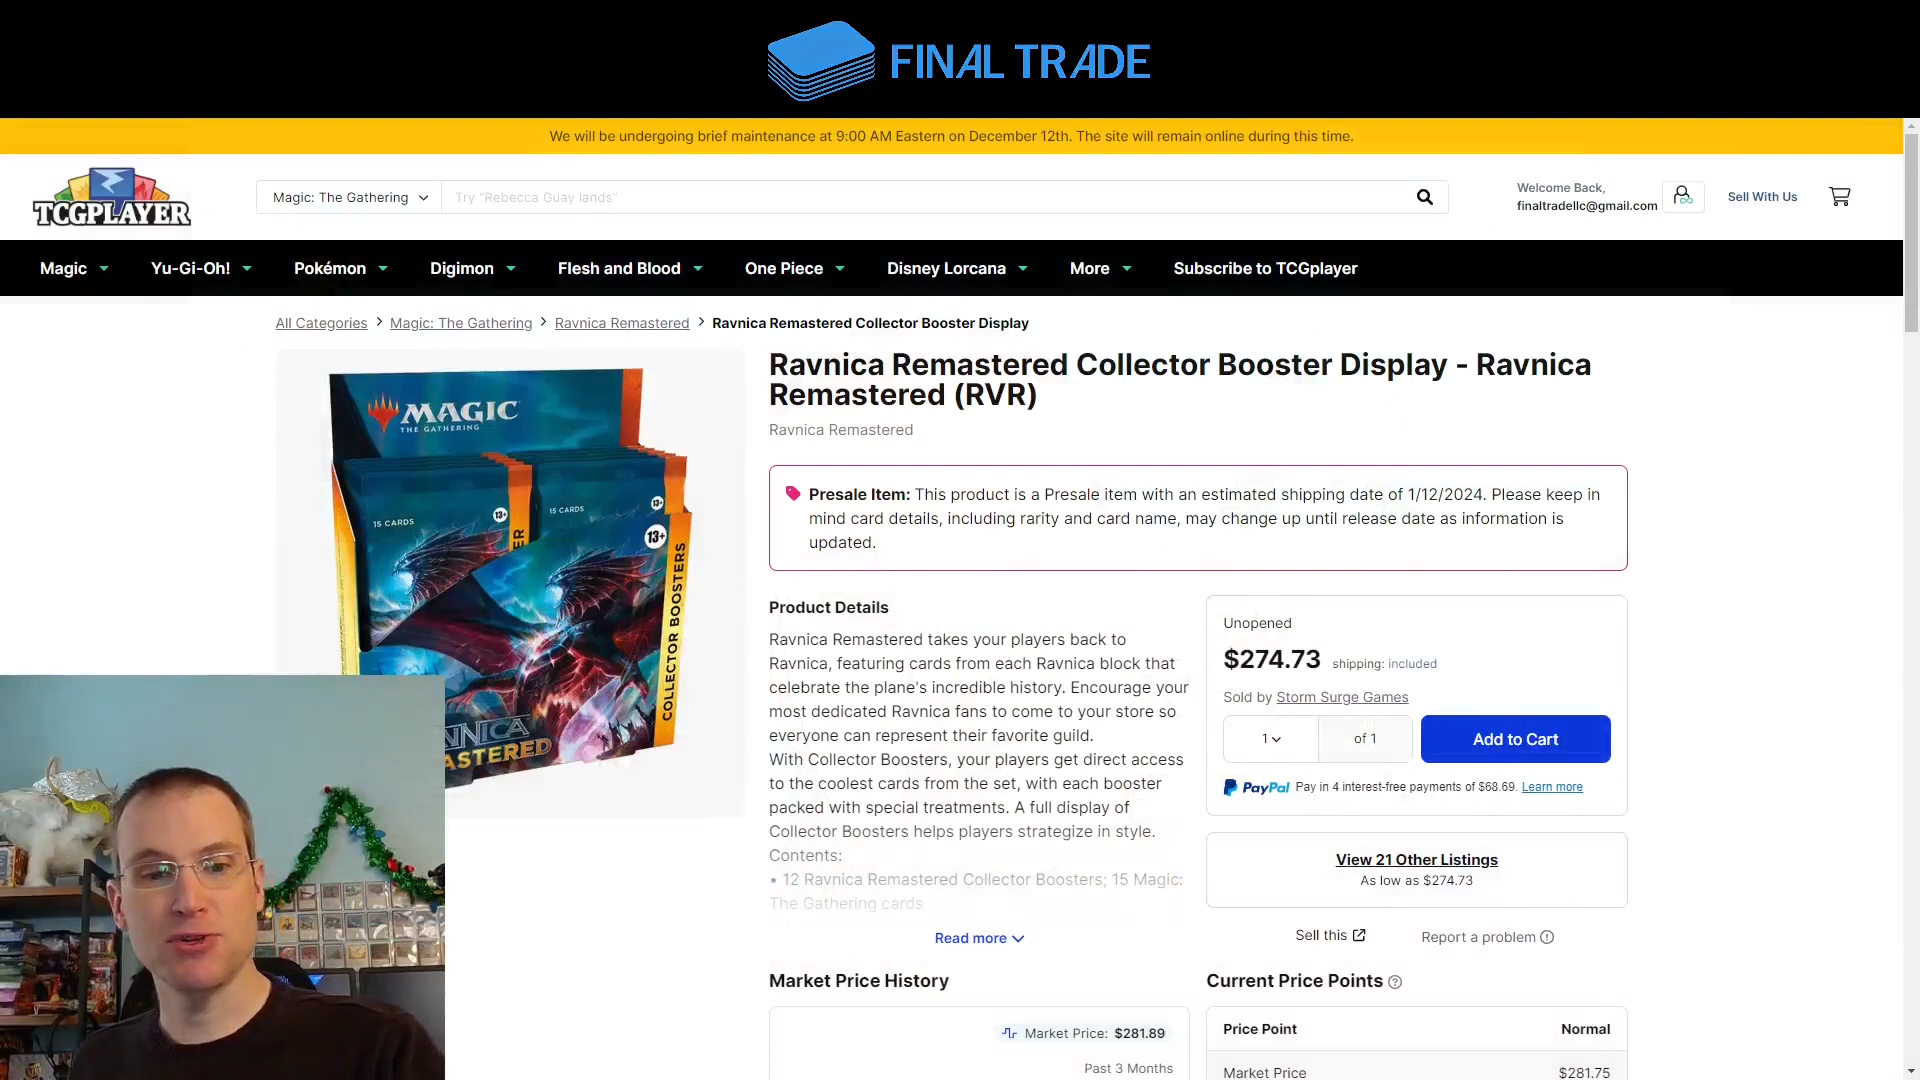 FINAL TRADE
We will be undergoing brief maintenance at 9:00 AM Eastern on December 12th. The site will remain online during this time.
TCGPLAYER
Magic: The Gathering
Try "Rebecca Guay lands"
Welcome Back,
finaltradellc@gmail.com
Sell With Us
Magic
Yu-Gi-Oh!
Pokémon
Digimon
Flesh and Blood
One Piece
Disney Lorcana
More
Subscribe to TCGplayer
All Categories > Magic: The Gathering > Ravnica Remastered > Ravnica Remastered Collector Booster Display
MAGIC
THE GATHERING
15 CARDS
13+
15 CARDS
13+
13+
COLLECTOR BOOSTERS
Ravnica Remastered Collector Booster Display - Ravnica
Remastered (RVR)
Ravnica Remastered
Presale Item: This product is a Presale item with an estimated shipping date of 1/12/2024. Please keep in
mind card details, including rarity and card name, may change up until release date as information is
updated.
Product Details
Ravnica Remastered takes your players back to
Ravnica, featuring cards from each Ravnica block that
celebrate the plane's incredible history. Encourage your
most dedicated Ravnica fans to come to your store so
everyone can represent their favorite guild.
With Collector Boosters, your players get direct access
to the coolest cards from the set, with each booster
packed with special treatments. A full display of
Collector Boosters helps players strategize in style.
Contents:
• 12 Ravnica Remastered Collector Boosters; 15 Magic:
The Gathering cards
Read more
Unopened
$274.73 shipping: included
Sold by Storm Surge Games
1
of 1
Add to Cart
PayPal Pay in 4 interest-free payments of $68.69. Learn more
View 21 Other Listings
As low as $274.73
Sell this
Report a problem
Market Price History
Market Price: $281.89
Past 3 Months
Current Price Points
Price Point
Normal
Market Price
$281.75